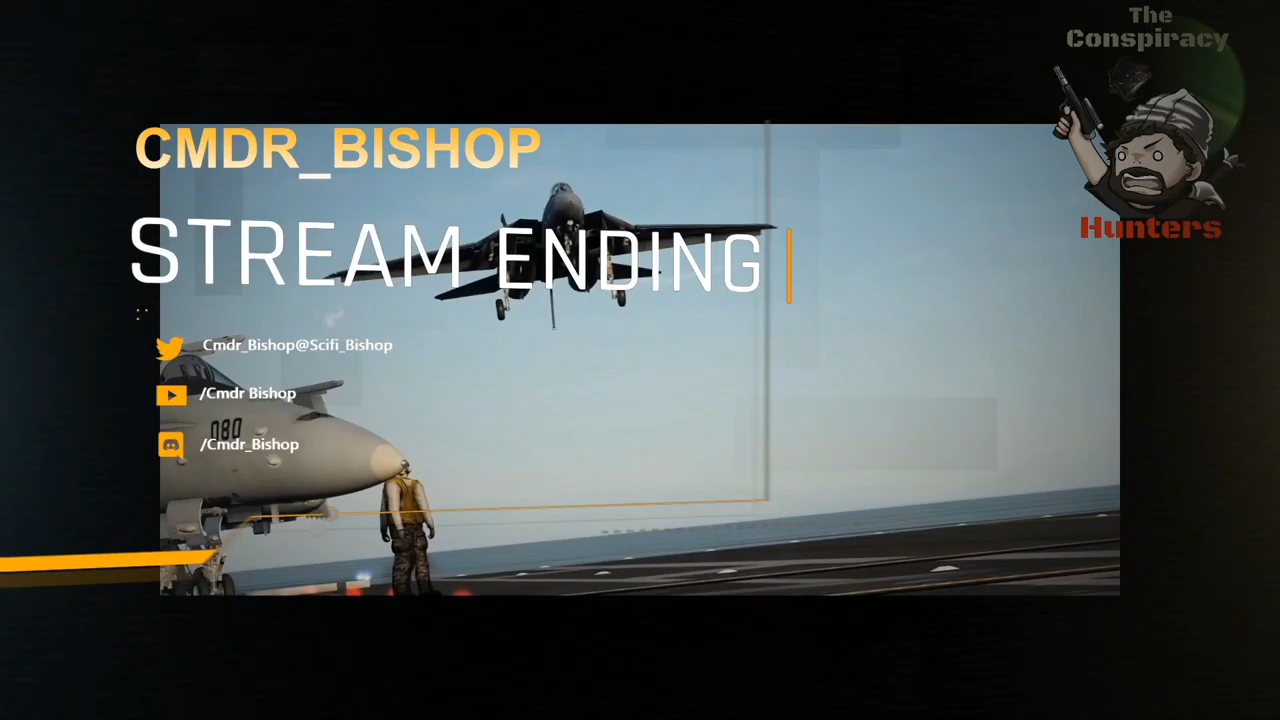 The
Conspiracy
Hunters
CMDR_BISHOP
STREAM ENDING
Cmdr_Bishop@Scifi_Bishop
/Cmdr Bishop
/Cmdr_Bishop
080